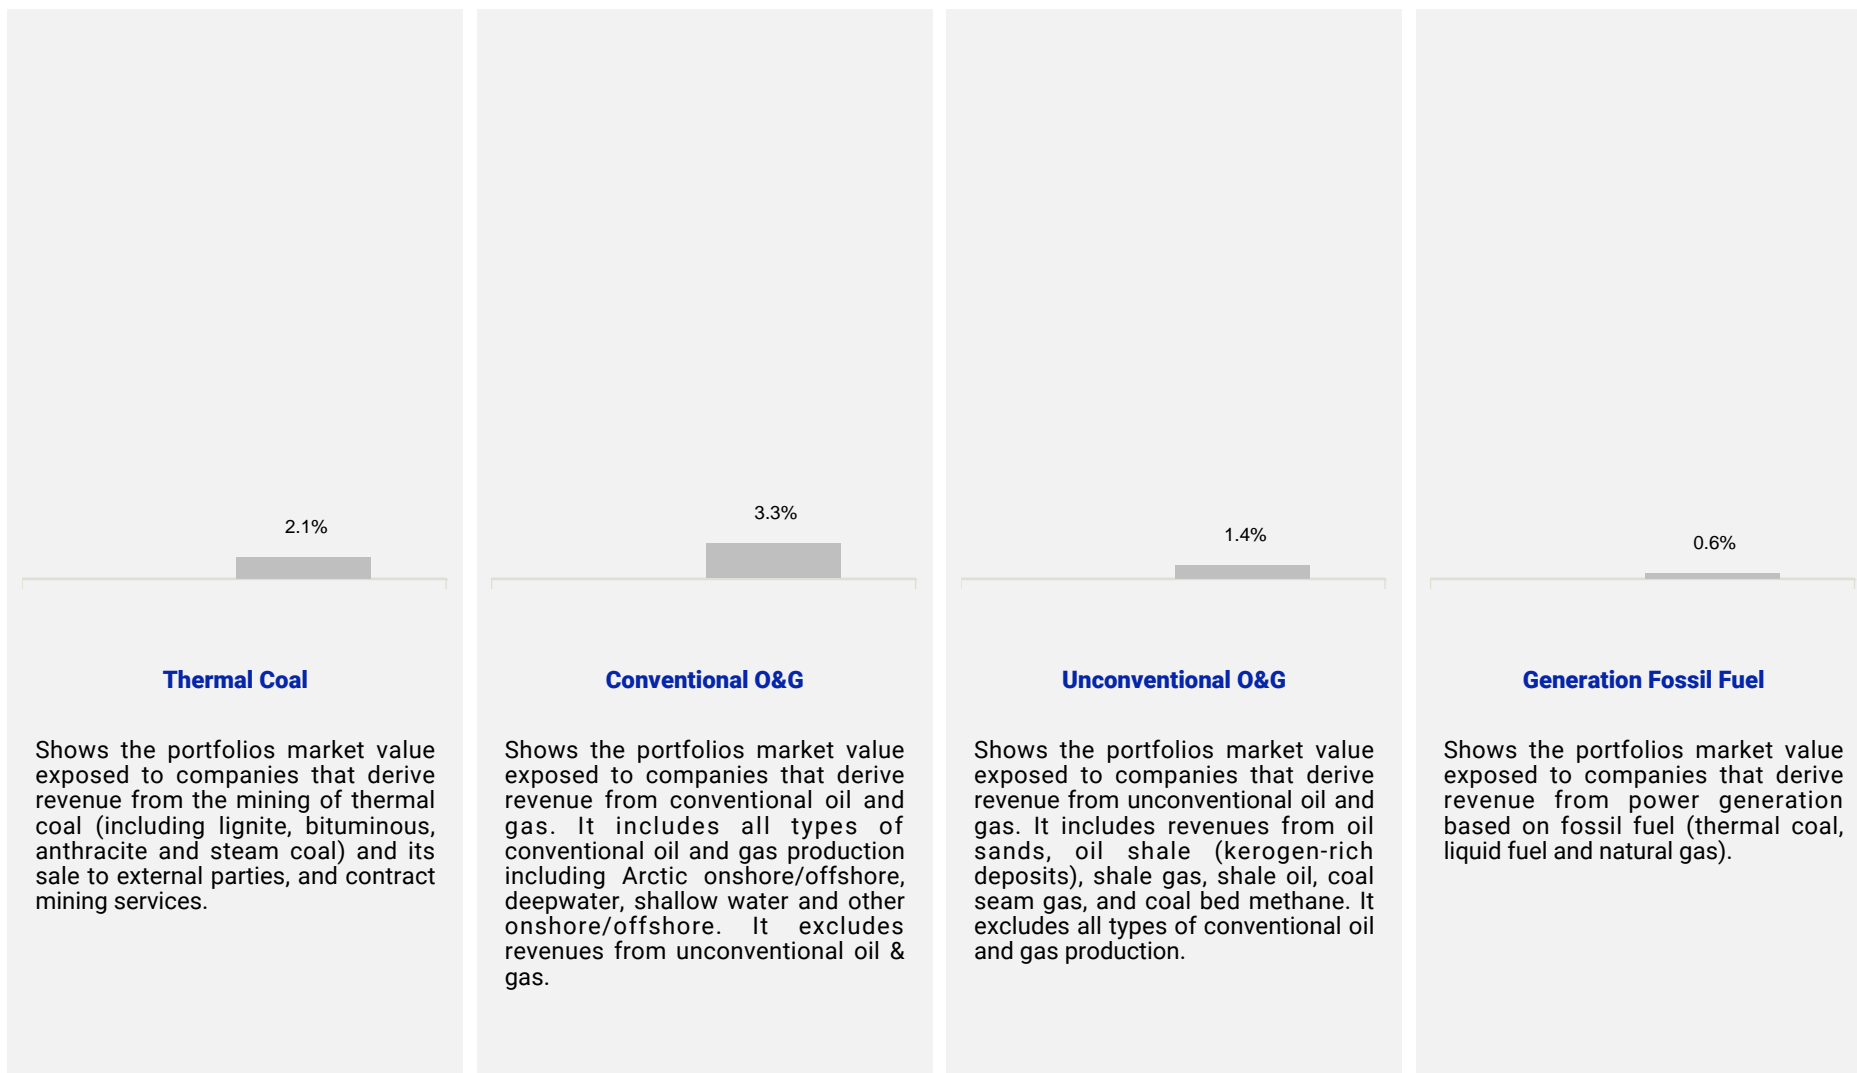 2.1%
Thermal Coal
Shows the portfolios market value
exposed to companies that derive
revenue from the mining of thermal
coal (including lignite, bituminous,
anthracite and steam coal) and its
sale to external parties, and contract
mining services.
3.3%
Conventional O&G
Shows the portfolios market value
exposed to companies that derive
revenue from conventional oil and
gas. It includes all types of
conventional oil and gas production
including Arctic onshore/offshore,
deepwater, shallow water and other
onshore/offshore. It excludes
revenues from unconventional oil &
gas.
1.4%
Unconventional O&G
Shows the portfolios market value
exposed to companies that derive
revenue from unconventional oil and
gas. It includes revenues from oil
sands, oil shale (kerogen-rich
deposits), shale gas, shale oil, coal
seam gas, and coal bed methane. It
excludes all types of conventional oil
and gas production.
0.6%
Generation Fossil Fuel
Shows the portfolios market value
exposed to companies that derive
revenue from power generation
based on fossil fuel (thermal coal,
liquid fuel and natural gas).